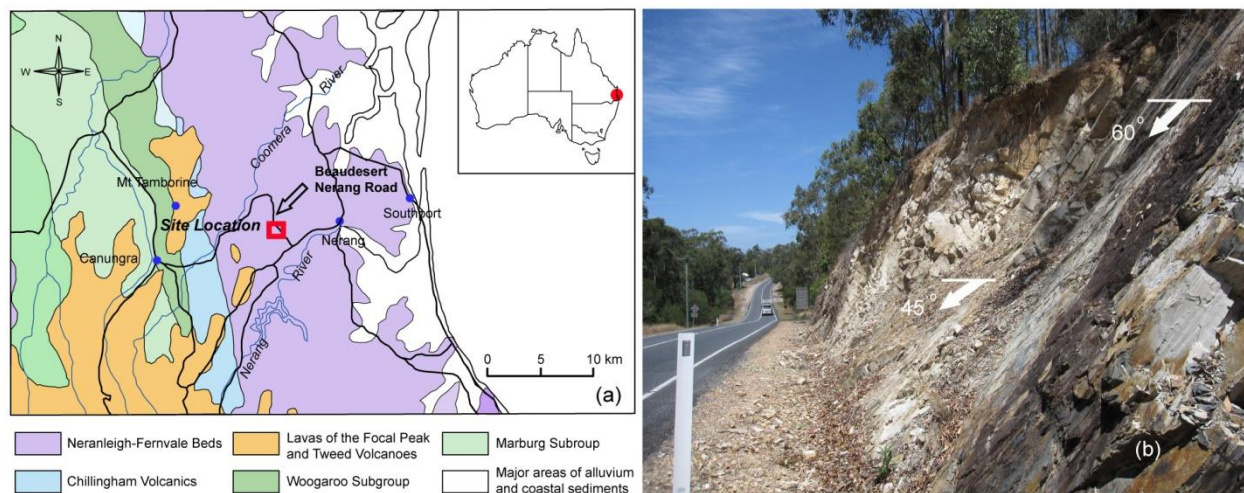 N
W E
S
Coomera
River
Mt Tamborine
Beaudesert
Nerang Road
Site Location
Southport
Nerang
Canungra
River
Nerang
0 5 10 km
(a)
Neranleigh-Fernvale Beds
Lavas of the Focal Peak
and Tweed Volcanoes
Marburg Subroup
Chillingham Volcanics
Woogaroo Subgroup
Major areas of alluvium
and coastal sediments
60°
45°
(b)